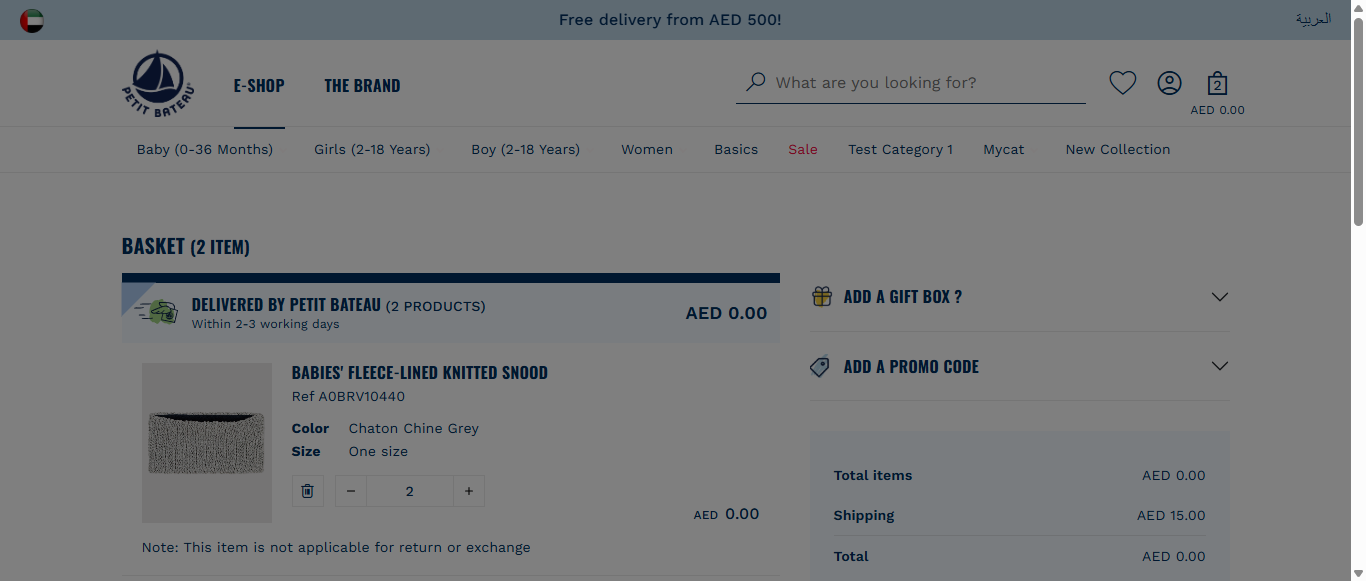 Free delivery from AED 500!
العربية
PETIT BATEAU
E-SHOP
THE BRAND
What are you looking for?
2
AED 0.00
Baby (0-36 Months)
Girls (2-18 Years)
Boy (2-18 Years)
Women
Basics
Sale
Test Category 1
Mycat
New Collection
BASKET (2 ITEM)
DELIVERED BY PETIT BATEAU (2 PRODUCTS)
Within 2-3 working days
AED 0.00
BABIES' FLEECE-LINED KNITTED SNOOD
Ref A0BRV10440
Color Chaton Chine Grey
Size One size
− 2 +
AED 0.00
Note: This item is not applicable for return or exchange
ADD A GIFT BOX ?
ADD A PROMO CODE
Total items AED 0.00
Shipping AED 15.00
Total AED 0.00